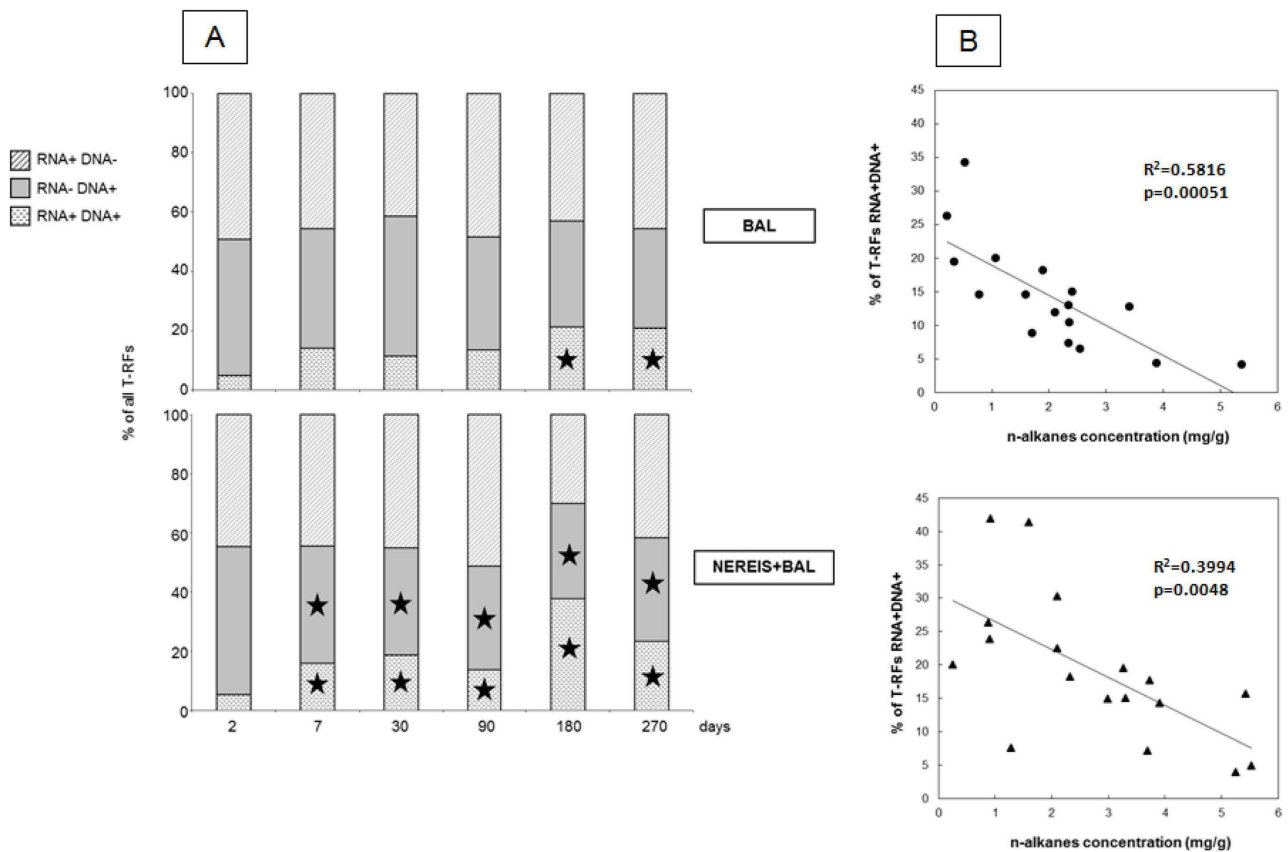 A
100
80
60
40
20
0
RNA+ DNA-
RNA- DNA+
RNA+ DNA+
BAL
% of all T-RFs
100
80
60
40
20
0
NEREIS+BAL
2 7 30 90 180 270 days
B
45
40
35
30
25
20
15
10
5
0
% of T-RFs RNA+DNA+
R²=0.5816
p=0.00051
0 1 2 3 4 5 6
n-alkanes concentration (mg/g)
45
40
35
30
25
20
15
10
5
0
% of T-RFs RNA+DNA+
R²=0.3994
p=0.0048
0 1 2 3 4 5 6
n-alkanes concentration (mg/g)